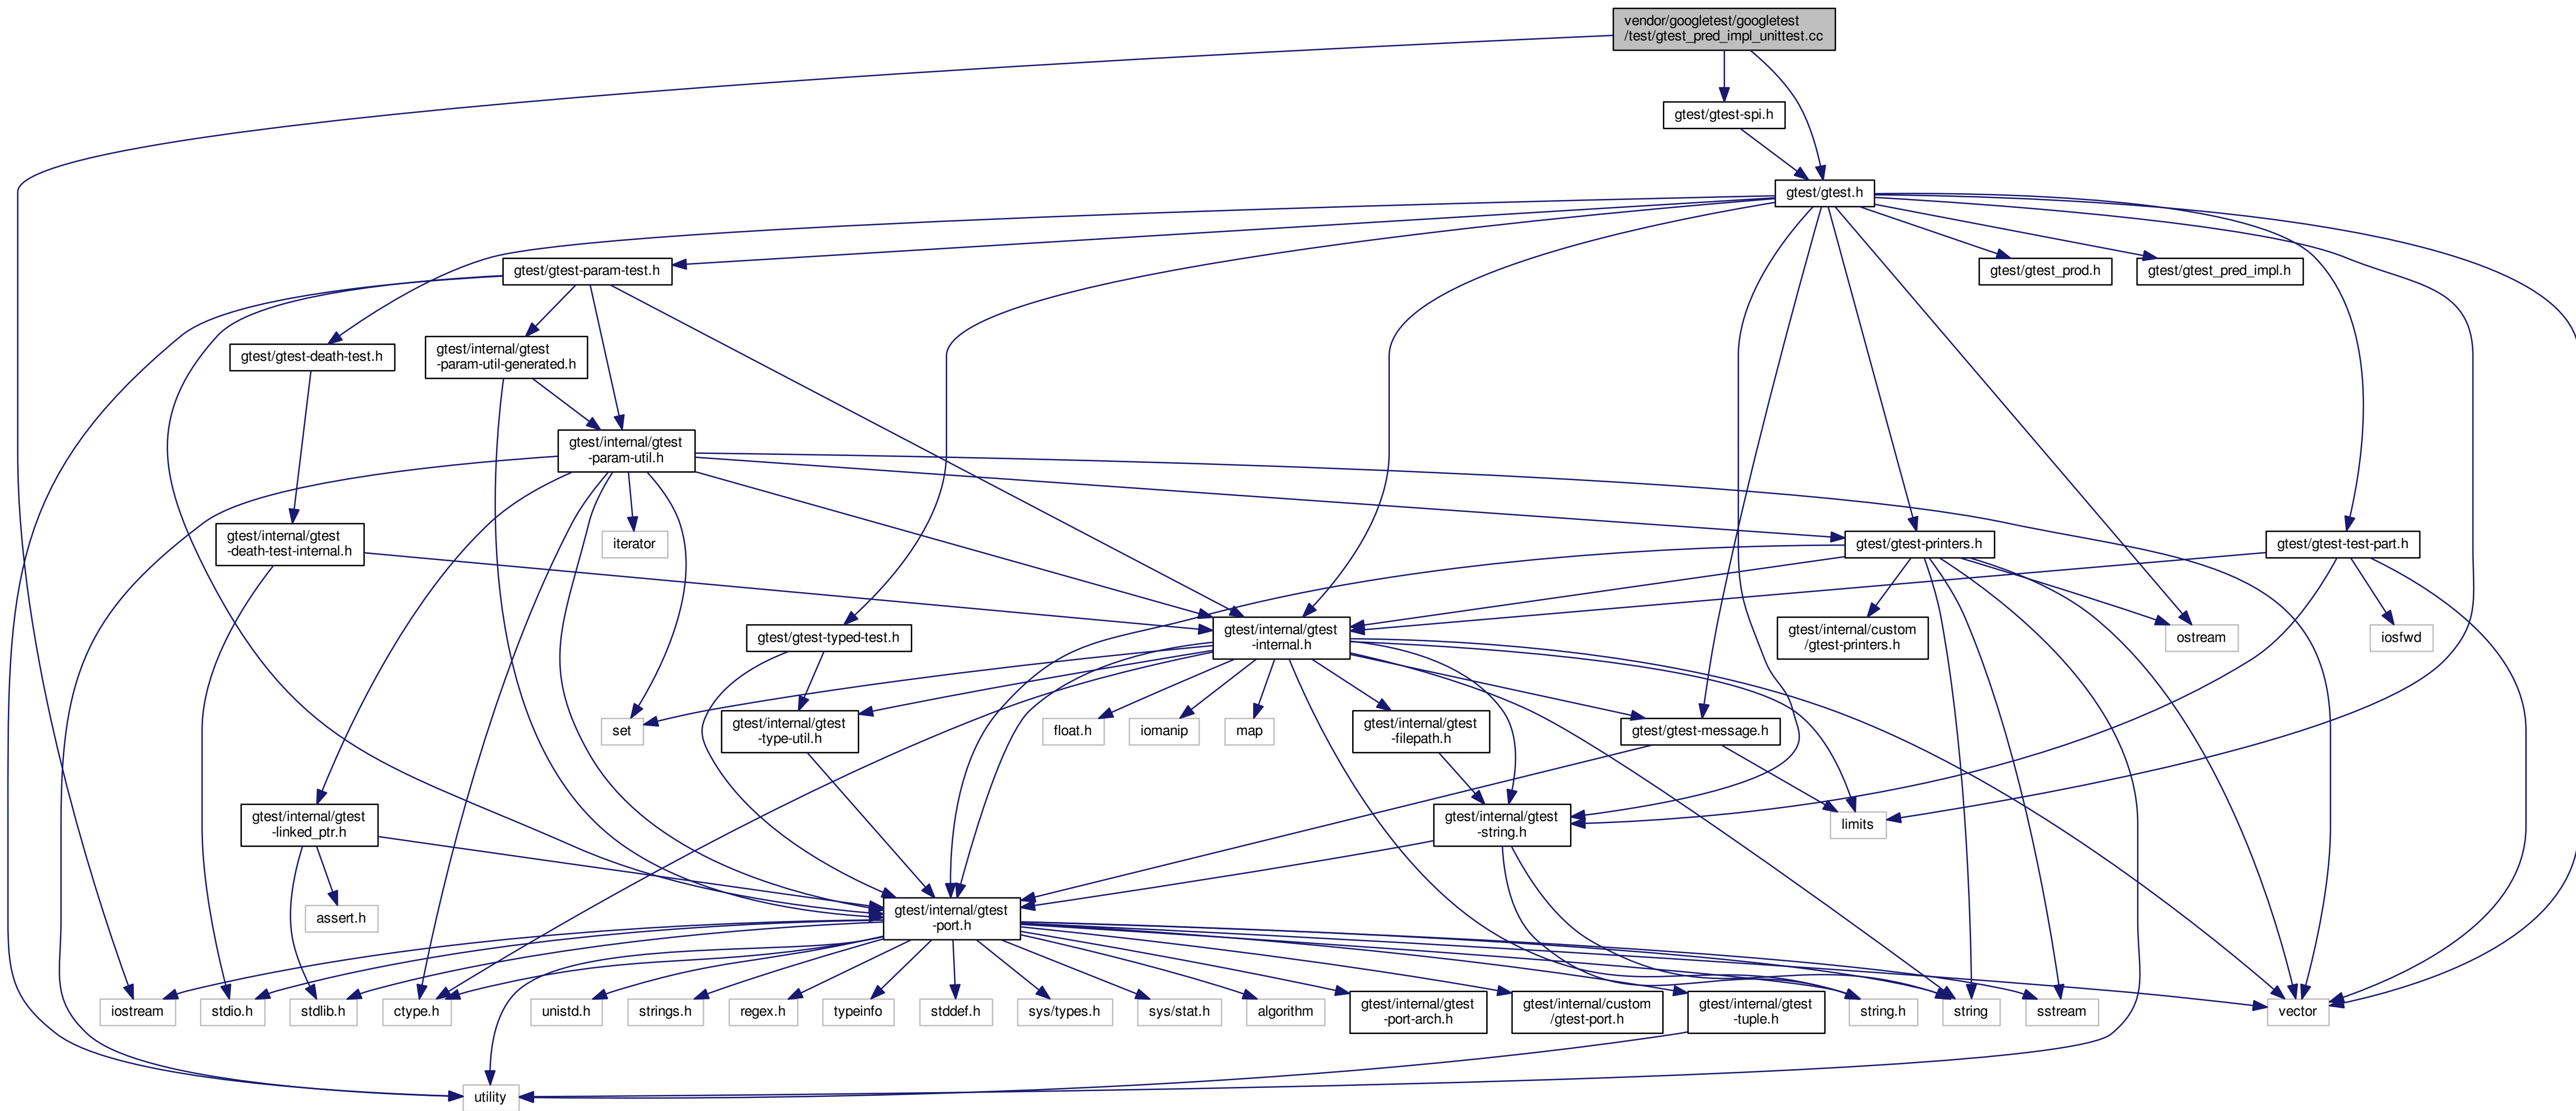 vendor/googletest/googletest
/test/gtest_pred_impl_unittest.cc
gtest/gtest-spi.h
gtest/gtest.h
gtest/gtest-param-test.h
gtest/gtest_prod.h
gtest/gtest_pred_impl.h
gtest/gtest-death-test.h
gtest/internal/gtest
-param-util-generated.h
gtest/internal/gtest
-param-util.h
gtest/internal/gtest
-death-test-internal.h
iterator
gtest/gtest-printers.h
gtest/gtest-test-part.h
gtest/gtest-typed-test.h
gtest/internal/gtest
-internal.h
gtest/internal/custom
/gtest-printers.h
ostream
iosfwd
set
gtest/internal/gtest
-type-util.h
float.h
iomanip
map
gtest/internal/gtest
-filepath.h
gtest/gtest-message.h
gtest/internal/gtest
-linked_ptr.h
gtest/internal/gtest
-string.h
limits
assert.h
gtest/internal/gtest
-port.h
iostream
stdio.h
stdlib.h
ctype.h
unistd.h
strings.h
regex.h
typeinfo
stddef.h
sys/types.h
sys/stat.h
algorithm
gtest/internal/gtest
-port-arch.h
gtest/internal/custom
/gtest-port.h
gtest/internal/gtest
-tuple.h
string.h
string
sstream
vector
utility